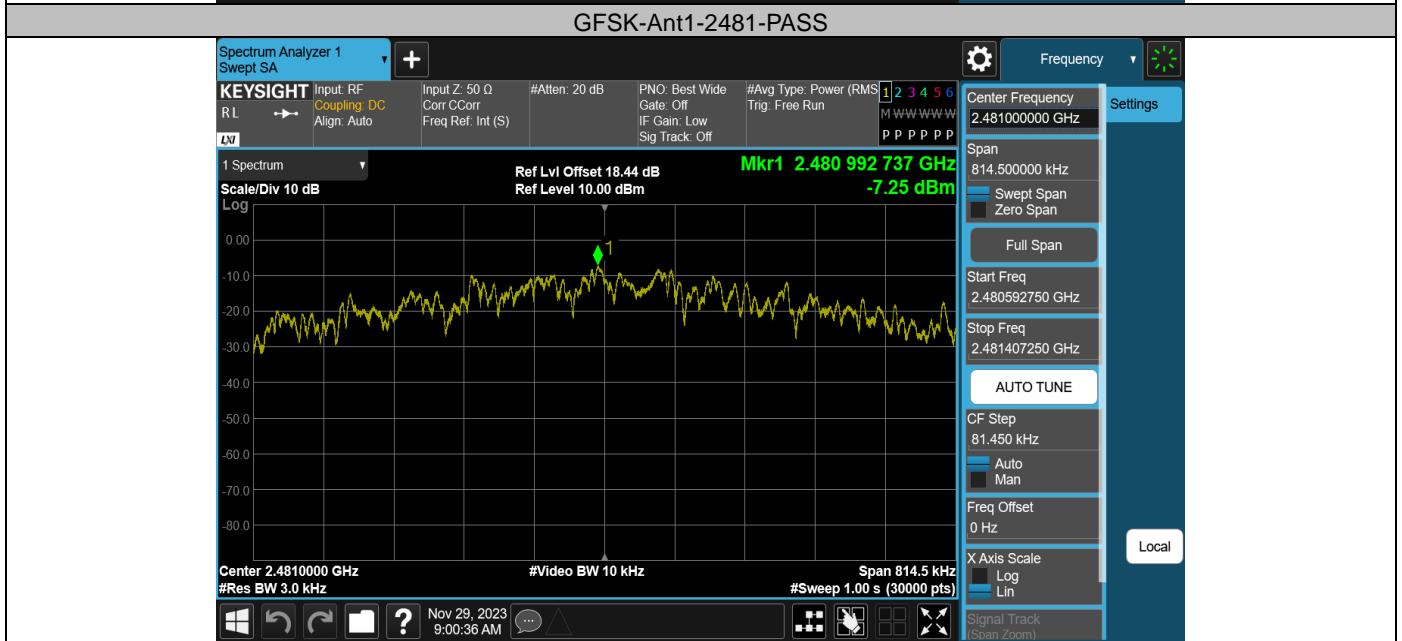 GFSK-Ant1-2481-PASS
Spectrum Analyzer 1
Swept SA
Frequency
KEYSIGHT
R L
LXI
Input: RF
Coupling: DC
Align: Auto
Input Z: 50 Ω
Corr CCorr
Freq Ref: Int (S)
#Atten: 20 dB
PNO: Best Wide
Gate: Off
IF Gain: Low
Sig Track: Off
#Avg Type: Power (RMS
Trig: Free Run
1 2 3 4 5 6
M W W W W W
P P P P P P
Settings
Center Frequency
2.481000000 GHz
Span
814.500000 kHz
Swept Span
Zero Span
Full Span
Start Freq
2.480592750 GHz
Stop Freq
2.481407250 GHz
AUTO TUNE
CF Step
81.450 kHz
Auto
Man
Freq Offset
0 Hz
X Axis Scale
Log
Lin
Signal Track
(Span Zoom)
Local
1 Spectrum
Scale/Div 10 dB
Log
Ref Lvl Offset 18.44 dB
Ref Level 10.00 dBm
Mkr1 2.480 992 737 GHz
-7.25 dBm
1
0.00
-10.0
-20.0
-30.0
-40.0
-50.0
-60.0
-70.0
-80.0
Center 2.4810000 GHz
#Video BW 10 kHz
Span 814.5 kHz
#Res BW 3.0 kHz
#Sweep 1.00 s (30000 pts)
?
Nov 29, 2023
9:00:36 AM